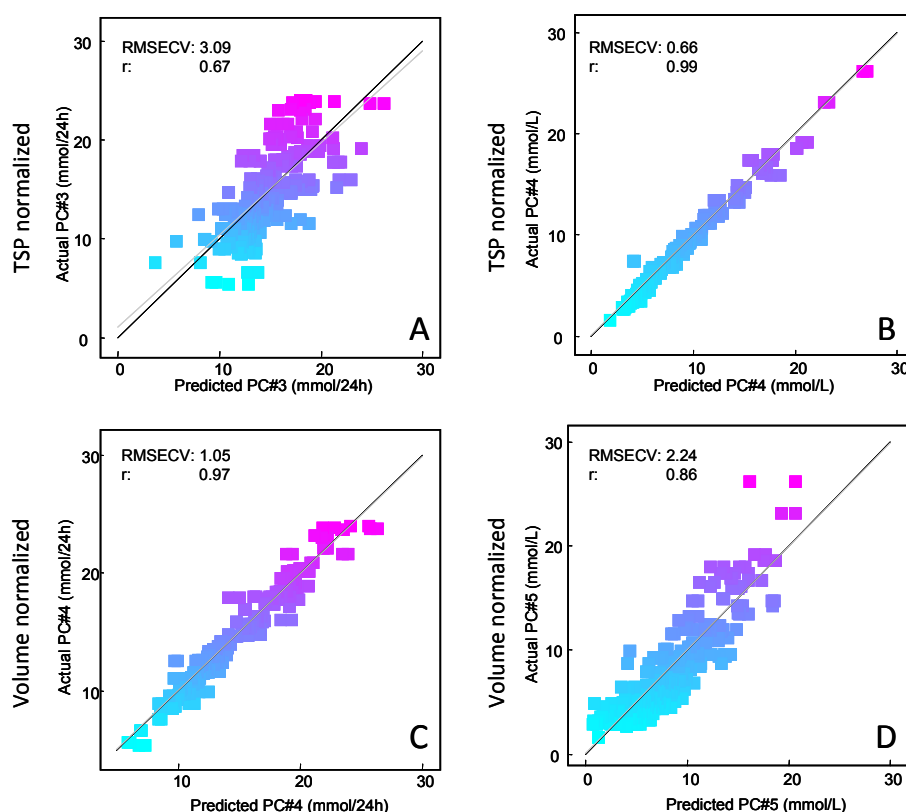 RMSECV: 3.09
r: 0.67
30
20
10
0
0 10 20 30
TSP normalized
Actual PC#3 (mmol/24h)
Predicted PC#3 (mmol/24h)
A
RMSECV: 0.66
r: 0.99
30
20
10
0
0 10 20 30
TSP normalized
Actual PC#4 (mmol/L)
Predicted PC#4 (mmol/L)
B
RMSECV: 1.05
r: 0.97
30
20
10
10 20 30
Volume normalized
Actual PC#4 (mmol/24h)
Predicted PC#4 (mmol/24h)
C
RMSECV: 2.24
r: 0.86
30
20
10
0
0 10 20 30
Volume normalized
Actual PC#5 (mmol/L)
Predicted PC#5 (mmol/L)
D